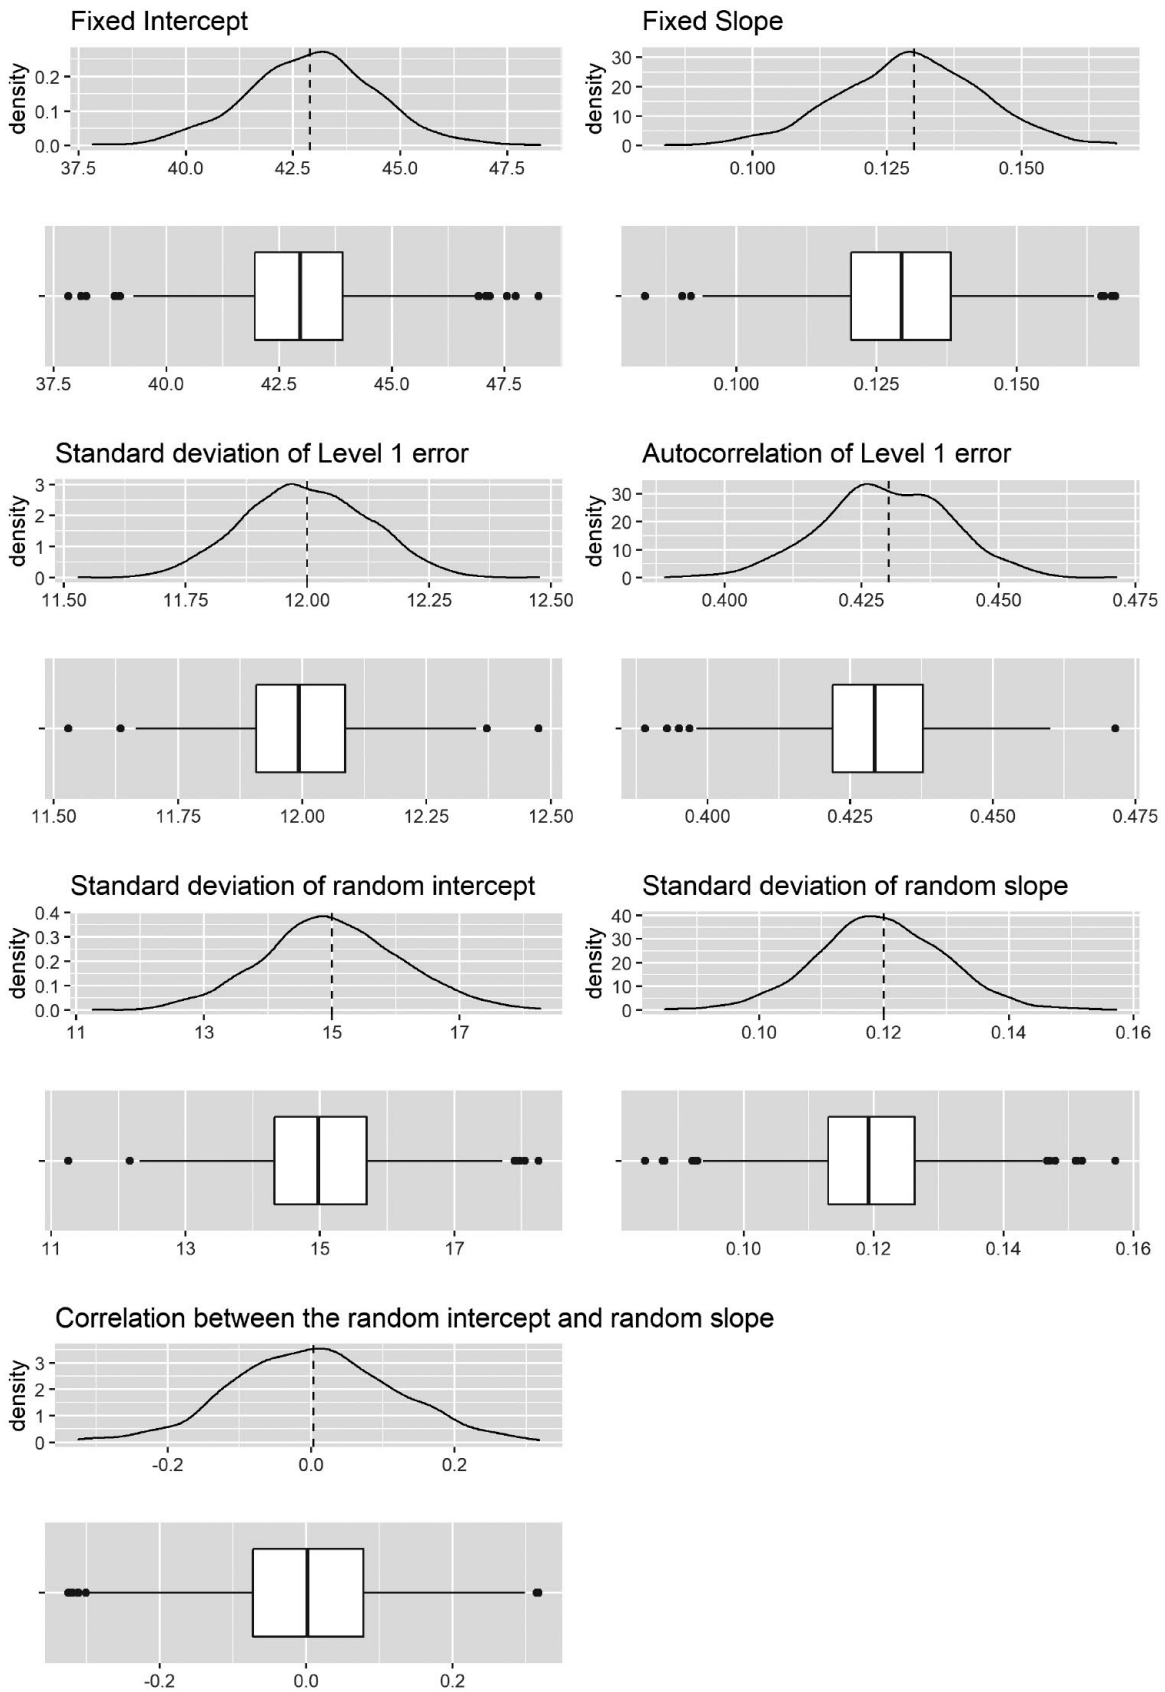 Fixed Intercept
density
0.2
0.1
0.0
37.5 40.0 42.5 45.0 47.5
37.5 40.0 42.5 45.0 47.5
Fixed Slope
density
30
20
10
0
0.100 0.125 0.150
0.100 0.125 0.150
Standard deviation of Level 1 error
density
3
2
1
0
11.50 11.75 12.00 12.25 12.50
11.50 11.75 12.00 12.25 12.50
Autocorrelation of Level 1 error
density
30
20
10
0
0.400 0.425 0.450 0.475
0.400 0.425 0.450 0.475
Standard deviation of random intercept
density
0.4
0.3
0.2
0.1
0.0
11 13 15 17
11 13 15 17
Standard deviation of random slope
density
40
30
20
10
0
0.10 0.12 0.14 0.16
0.10 0.12 0.14 0.16
Correlation between the random intercept and random slope
density
3
2
1
0
-0.2 0.0 0.2
-0.2 0.0 0.2